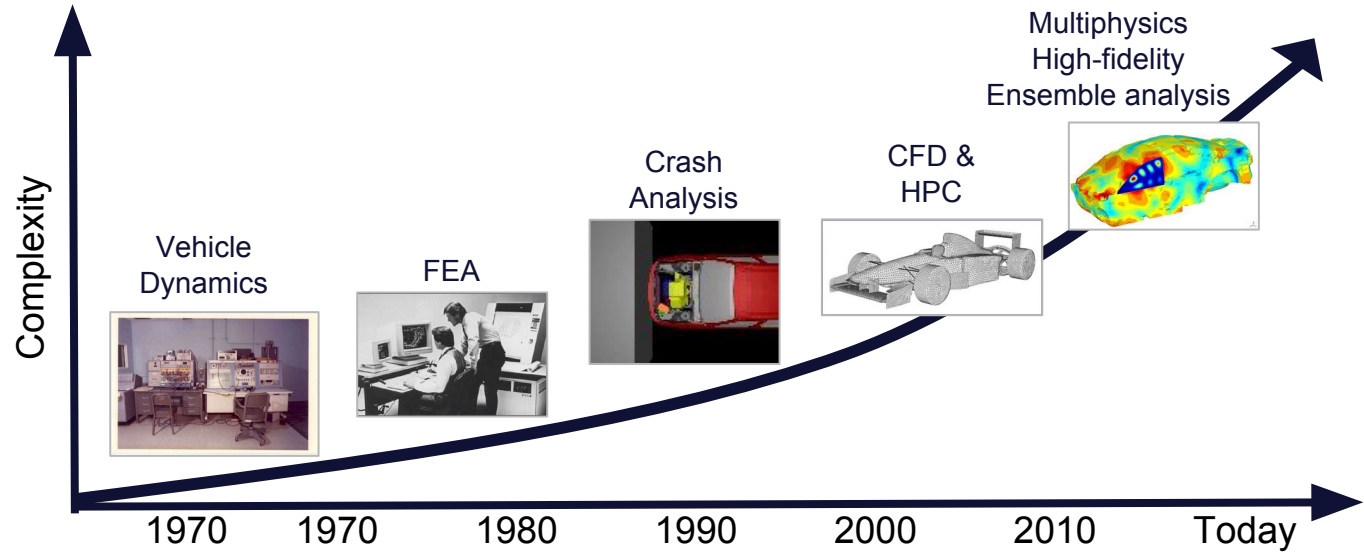 Complexity
Vehicle
Dynamics
FEA
Crash
Analysis
CFD &
HPC
Multiphysics
High-fidelity
Ensemble analysis
1970
1970
1980
1990
2000
2010
Today